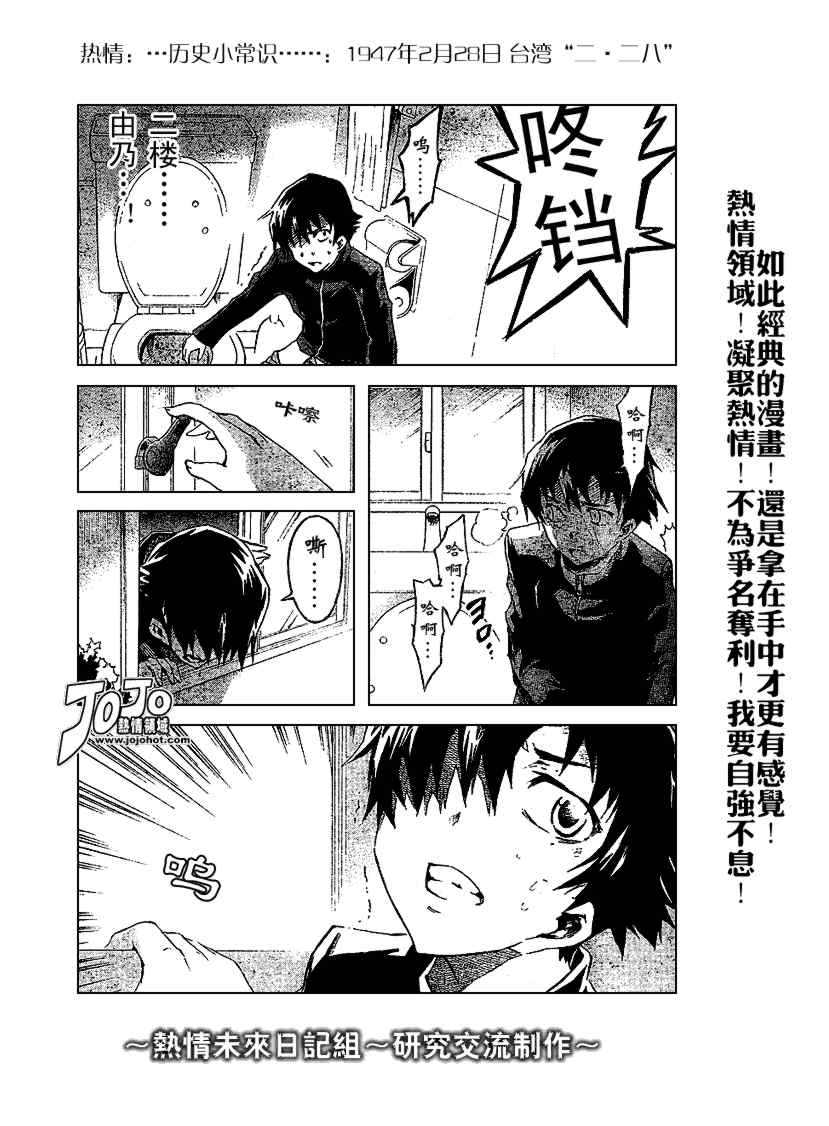 热情：…历史小常识……：1947年2月28日 台湾“二·二八”
咚铛
呜……
二楼……
由乃……！
哈啊…
哈啊……
哈啊…
ヨロ
咔嚓
嘶……
JoJo
熱情領域
www.jojohot.com
呜
如此經典的漫畫！還是拿在手中才更有感覺！
熱情領域！凝聚熱情！不為爭名奪利！我要自強不息！
～熱情未來日記組～研究交流制作～